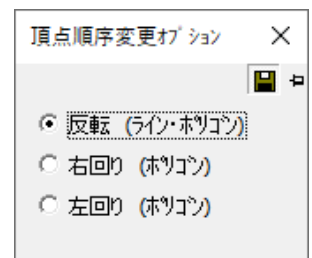 頂点順序変更ｵﾌﾟｼｮﾝ
反転 (ﾗｲﾝ・ﾎﾟﾘｺﾞﾝ)
右回り (ﾎﾟﾘｺﾞﾝ)
左回り (ﾎﾟﾘｺﾞﾝ)